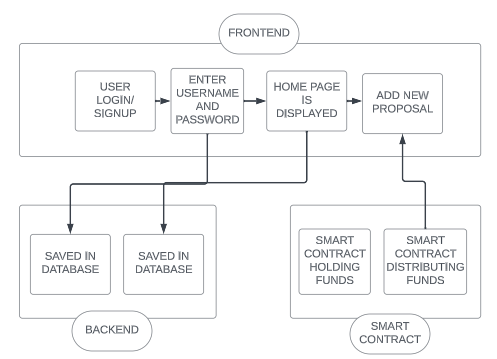 FRONTEND
USER
LOGIN/
SIGNUP
ENTER
USERNAME
AND
PASSWORD
HOME PAGE
IS
DISPLAYED
ADD NEW
PROPOSAL
SAVED IN
DATABASE
SAVED IN
DATABASE
SMART
CONTRACT
HOLDING
FUNDS
SMART
CONTRACT
DISTRIBUTING
FUNDS
BACKEND
SMART
CONTRACT